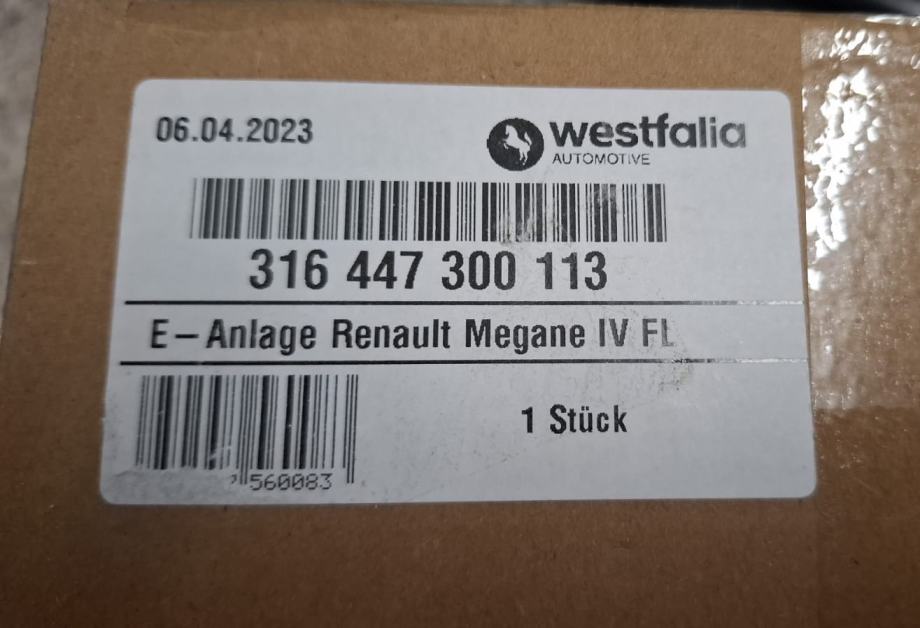 06.04.2023
westfalia
AUTOMOTIVE
316 447 300 113
E-Anlage Renault Megane IV FL
1 Stück
560083